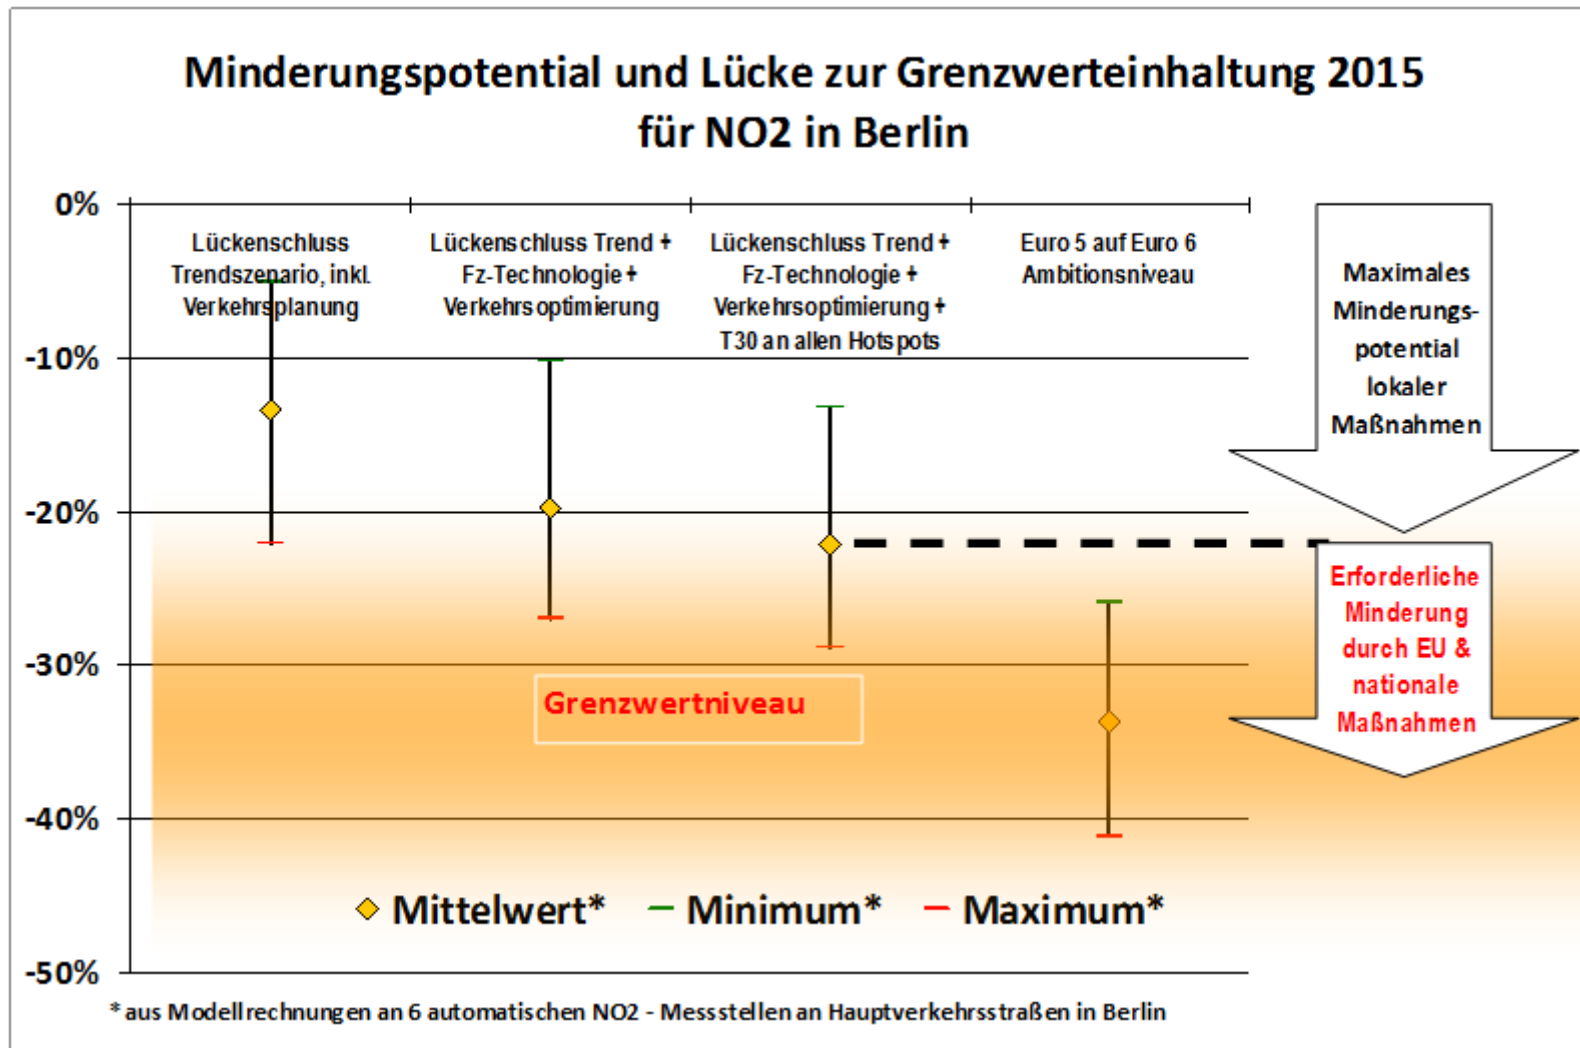 Minderungspotential und Lücke zur Grenzwerteinhaltung 2015
für NO2 in Berlin
0%
-10%
-20%
-30%
-40%
-50%
Lückenschluss
Trendszenario, inkl.
Verkehrsplanung
Lückenschluss Trend +
Fz-Technologie +
Verkehrsoptimierung
Lückenschluss Trend +
Fz-Technologie +
Verkehrsoptimierung +
T30 an allen Hotspots
Euro 5 auf Euro 6
Ambitionsniveau
Maximales
Minderungs-
potential
lokaler
Maßnahmen
Erforderliche
Minderung
durch EU &
nationale
Maßnahmen
Grenzwertniveau
Mittelwert* Minimum* Maximum*
* aus Modellrechnungen an 6 automatischen NO2 - Messstellen an Hauptverkehrsstraßen in Berlin